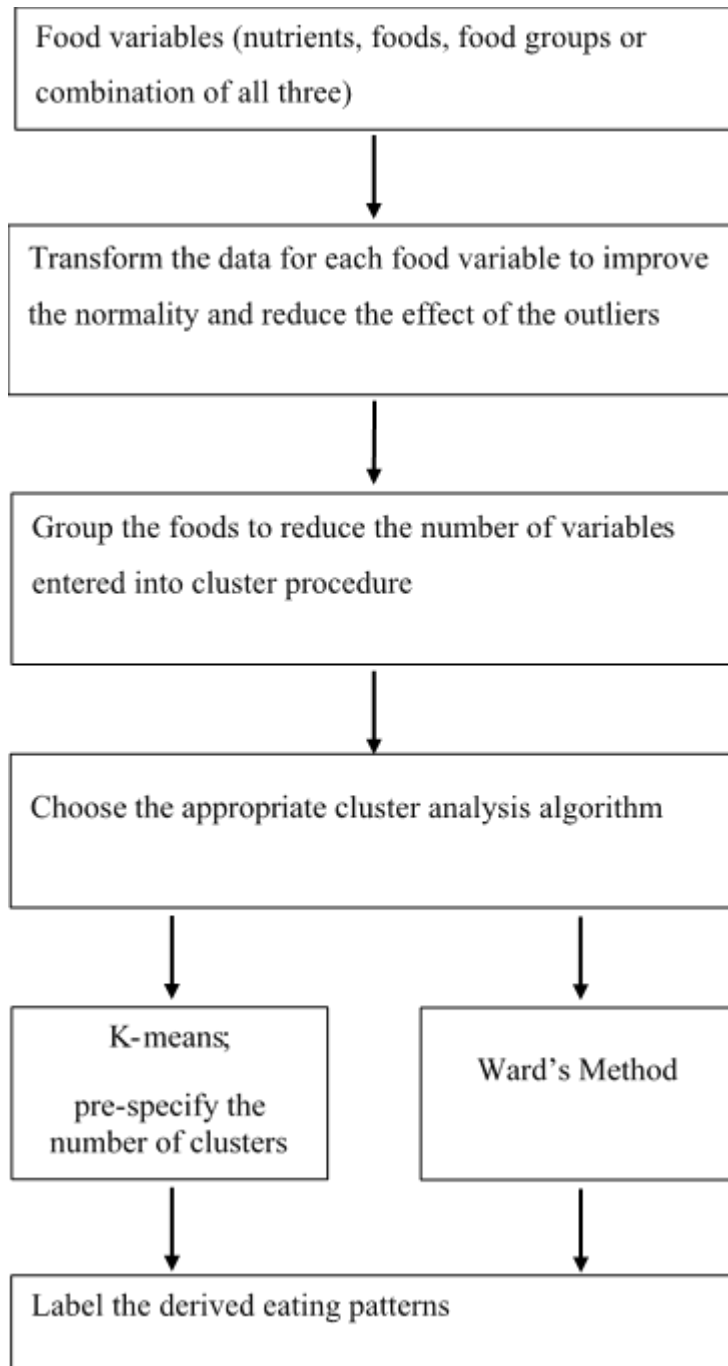 Food variables (nutrients, foods, food groups or
combination of all three)
Transform the data for each food variable to improve
the normality and reduce the effect of the outliers
Group the foods to reduce the number of variables
entered into cluster procedure
Choose the appropriate cluster analysis algorithm
K-means;
pre-specify the
number of clusters
Ward’s Method
Label the derived eating patterns